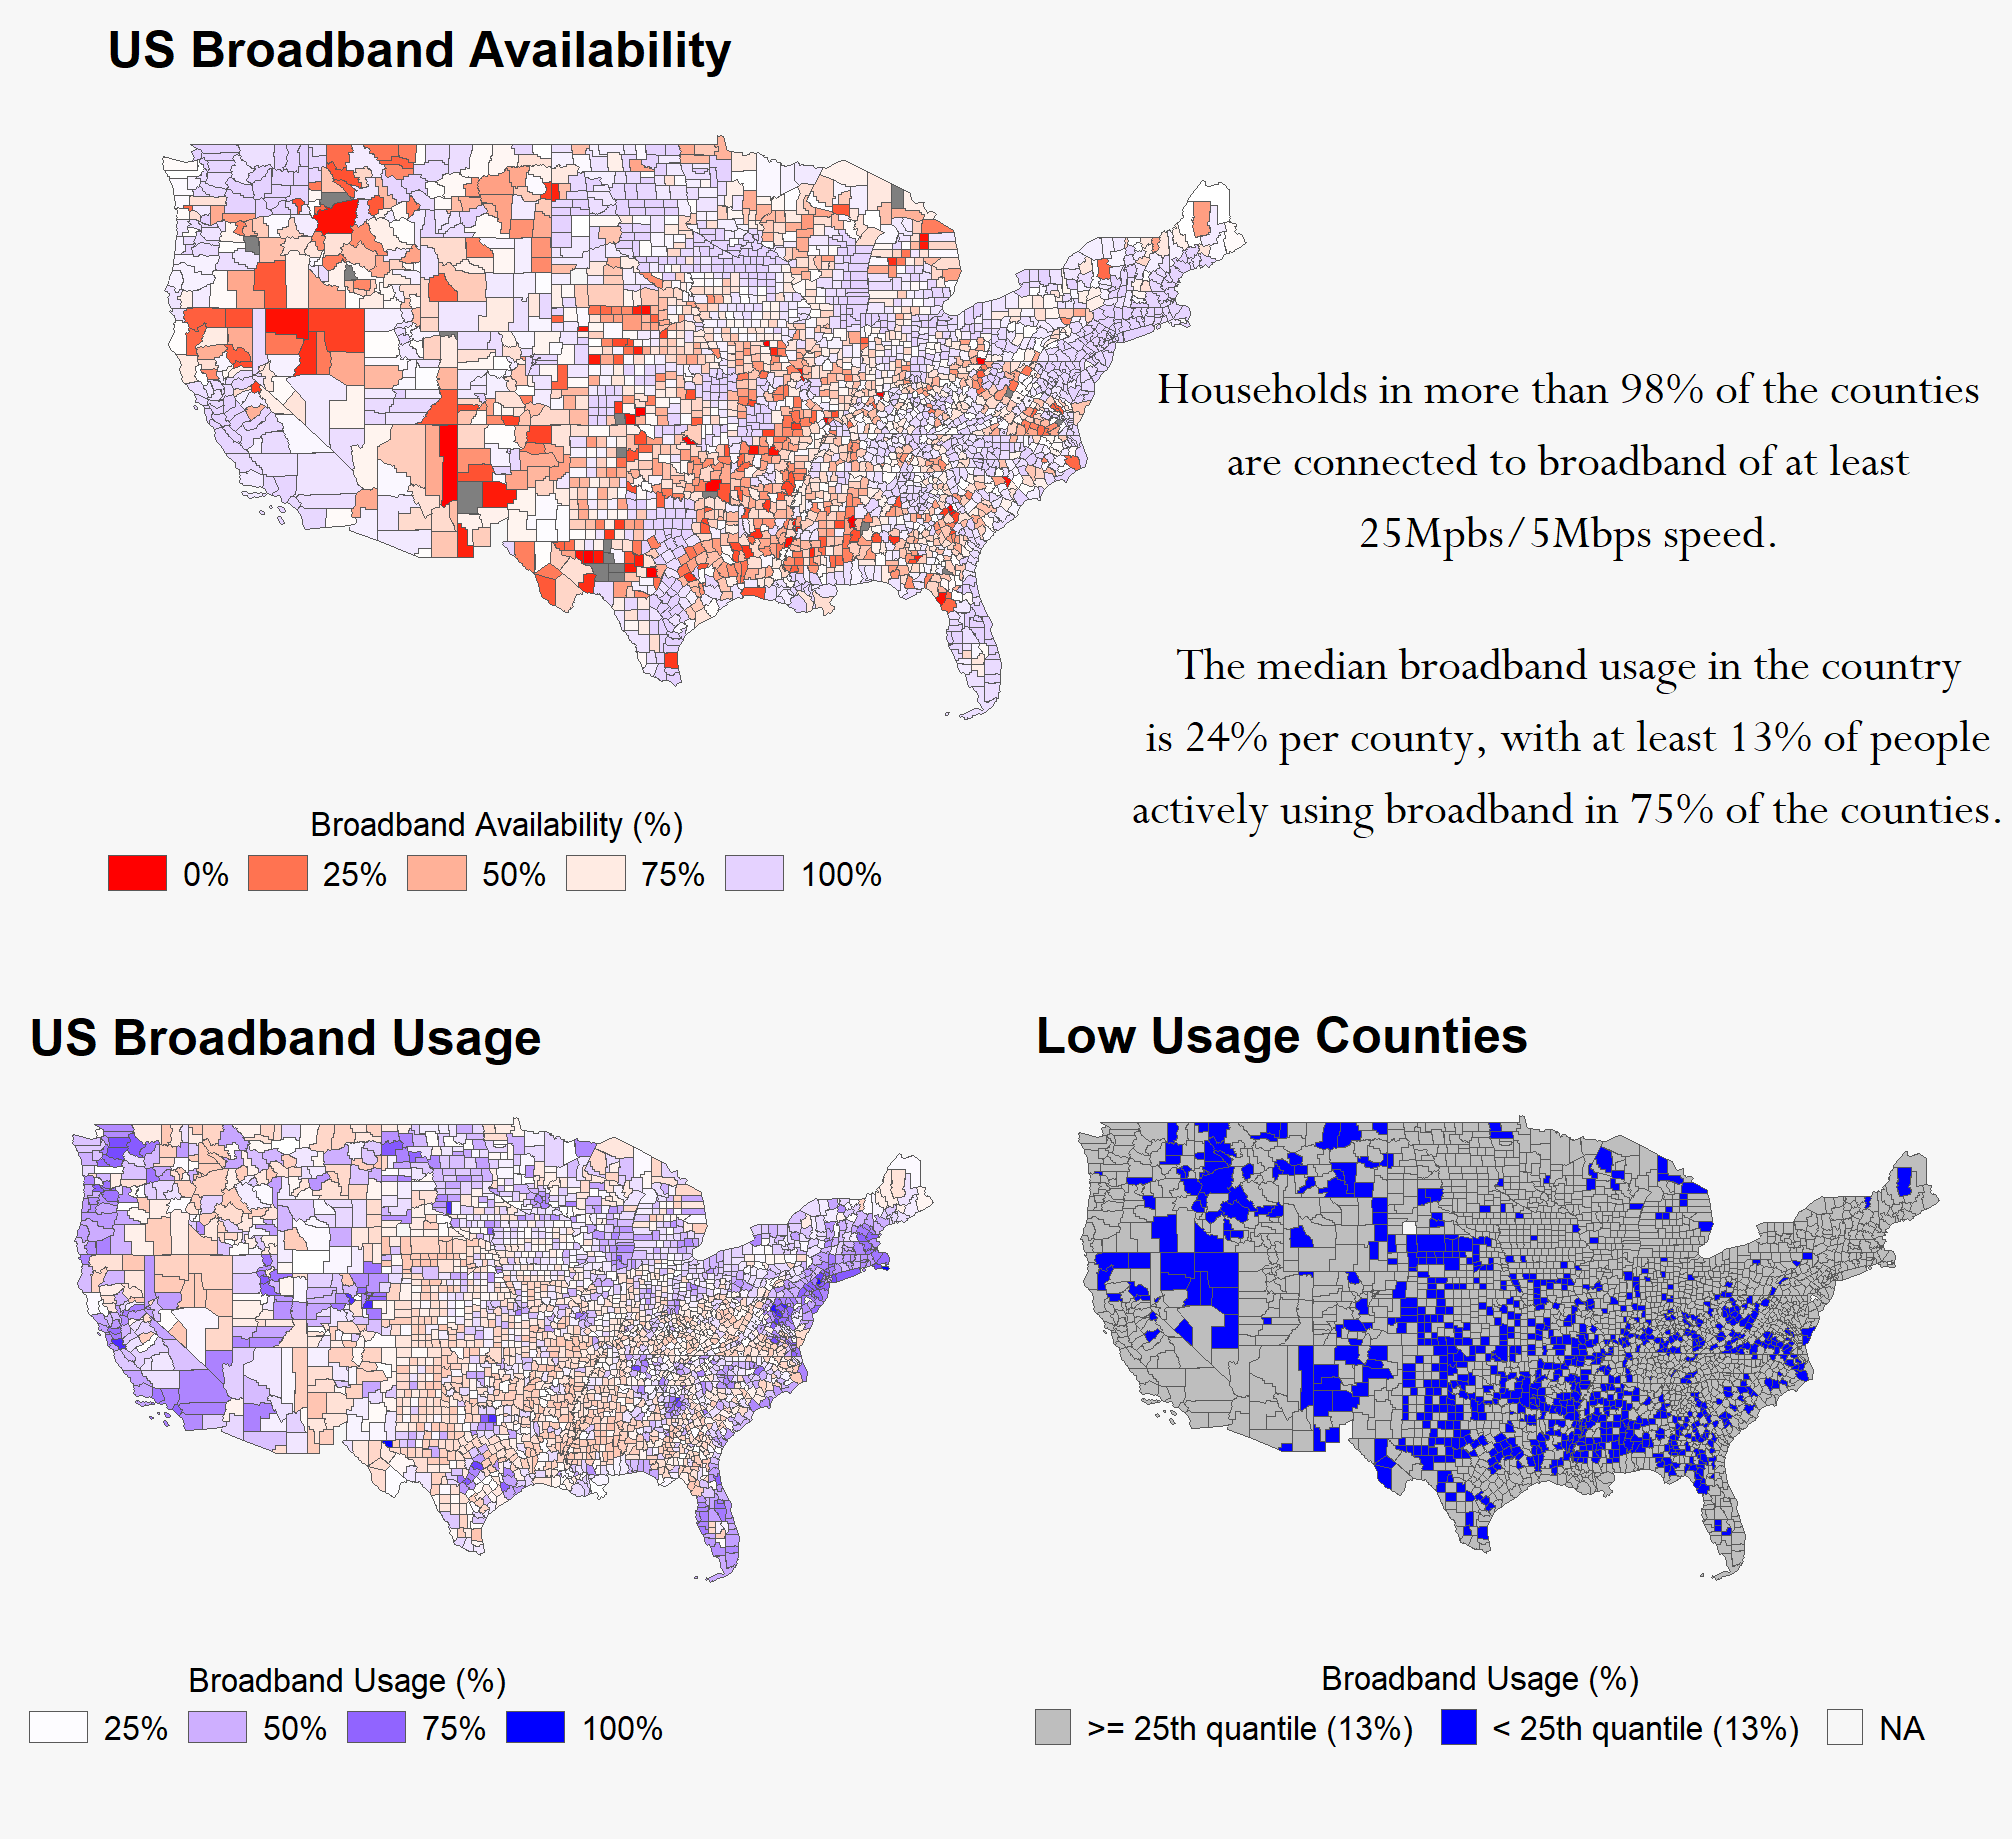 US Broadband Availability
Households in more than 98% of the counties
are connected to broadband of at least
25Mpbs/5Mbps speed.
The median broadband usage in the country
is 24% per county, with at least 13% of people
actively using broadband in 75% of the counties.
Broadband Availability (%)
0% 25% 50% 75% 100%
US Broadband Usage
Broadband Usage (%)
25% 50% 75% 100%
Low Usage Counties
Broadband Usage (%)
>= 25th quantile (13%) < 25th quantile (13%) NA